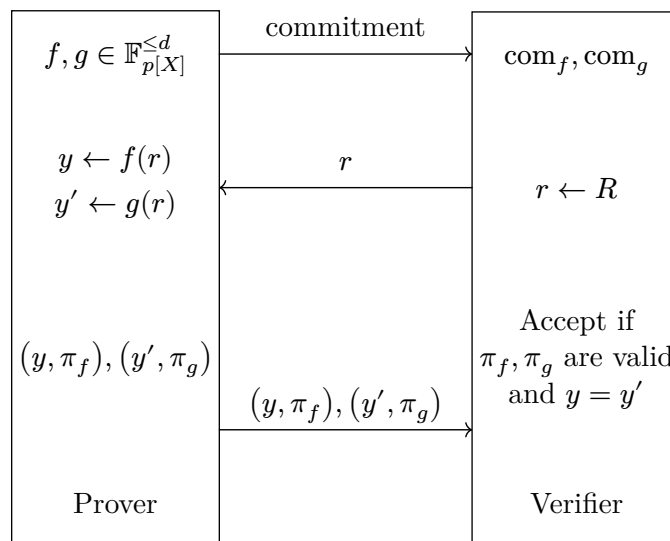 commitment
f, g ∈ 𝔽_{p[X]}^{≤d}
com_f, com_g
y ← f(r)
r
y′ ← g(r)
r ← R
Accept if
(y, π_f), (y′, π_g)
π_f, π_g are valid
and y = y′
(y, π_f), (y′, π_g)
Prover
Verifier